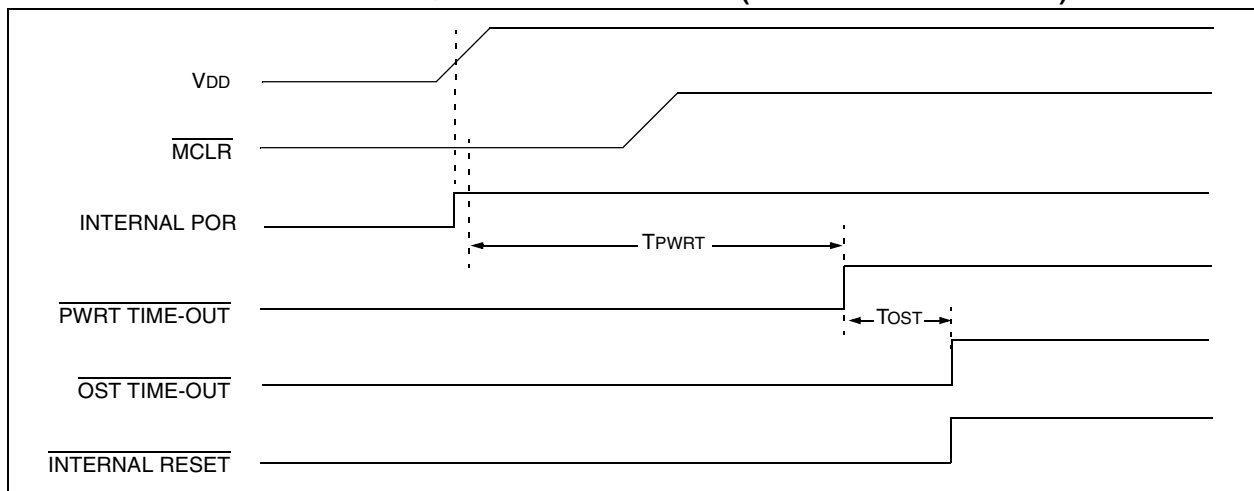 VDD
MCLR
INTERNAL POR
TPWRT
PWRT TIME-OUT
TOST
OST TIME-OUT
INTERNAL RESET